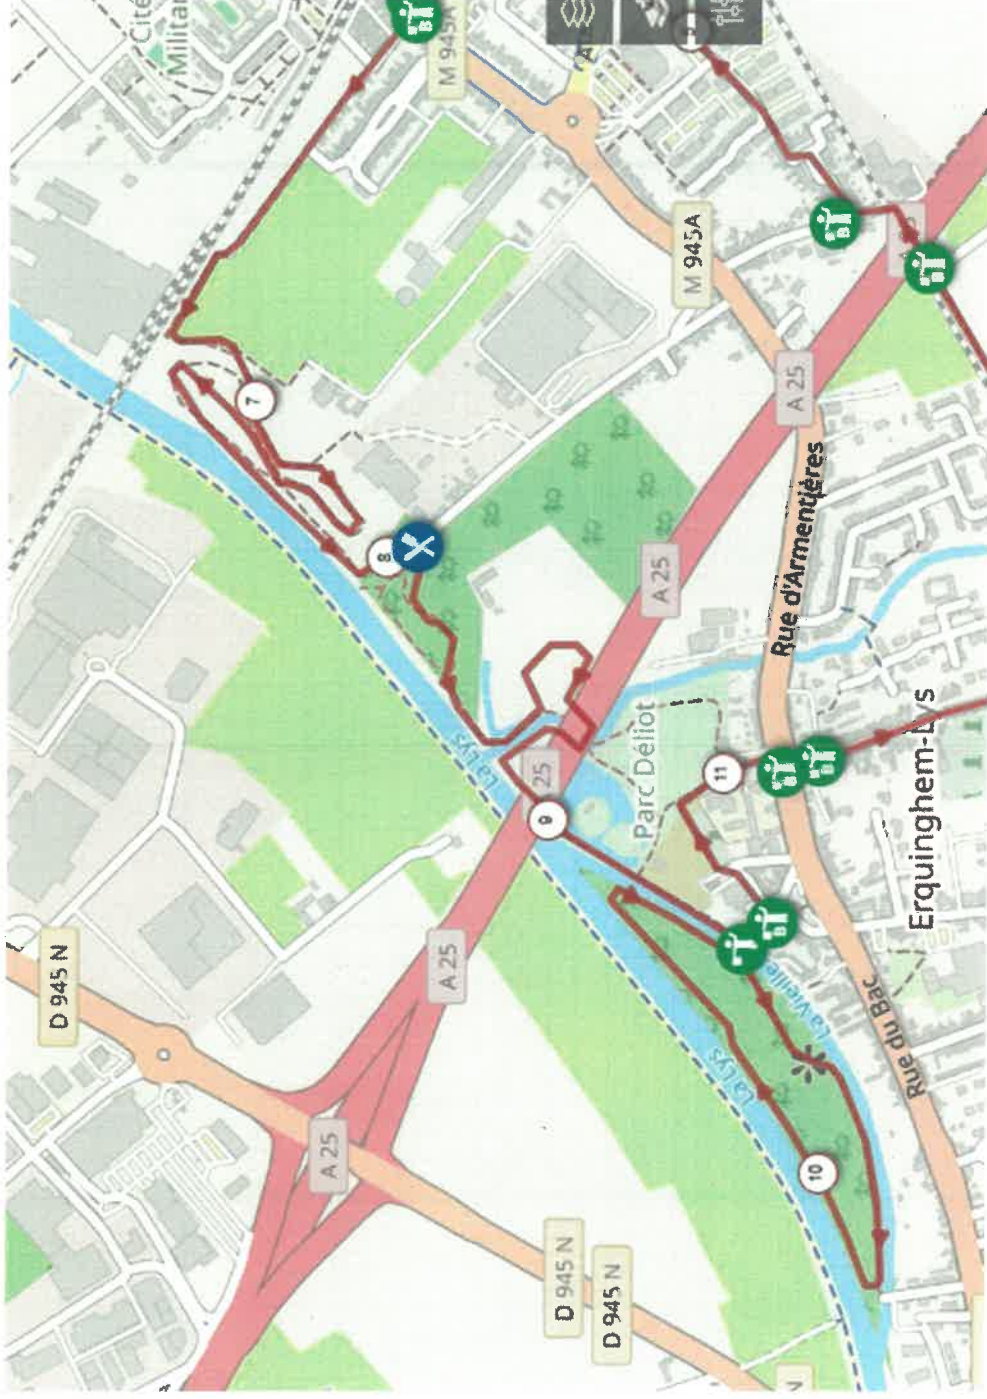 Cité
Militai
M 945A
7
M 945A
A 25
8
A 25
Rue d'Armentières
La Lys
25
9
Parc Déliot
11
Erquinghem-Lys
D 945 N
A 25
La Vieille
La Lys
Rue du Bac
10
A 25
D 945 N
D 945 N
N